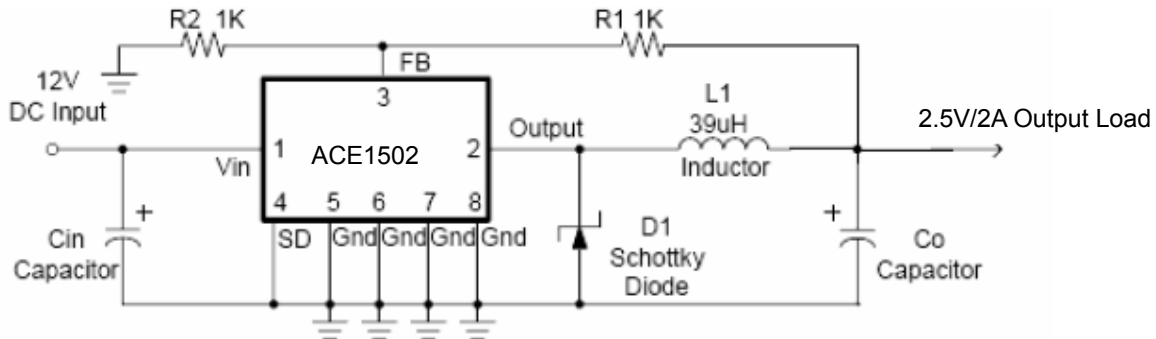 R2 1K
R1 1K
FB
12V
DC Input
3
L1
39uH
Inductor
Output
2.5V/2A Output Load
Vin
1
ACE1502
2
4
5
6
7
8
SD
Gnd
Gnd
Gnd
Gnd
+
Cin
Capacitor
D1
Schottky
Diode
+
Co
Capacitor